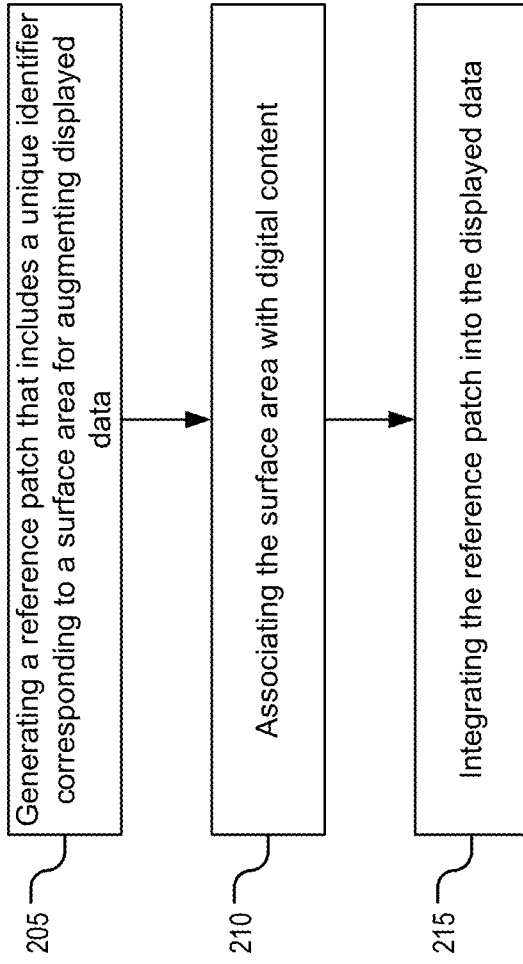 205
Generating a reference patch that includes a unique identifier
corresponding to a surface area for augmenting displayed
data
210
Associating the surface area with digital content
215
Integrating the reference patch into the displayed data